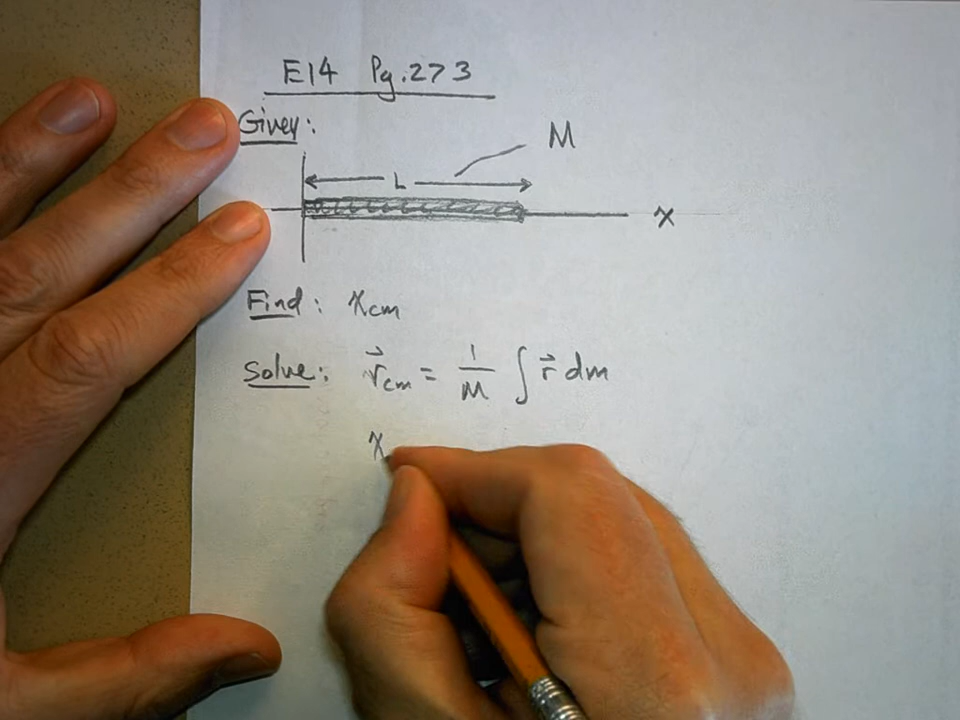 E14 Pg.273
Given:
M
L
x
Find: xcm
Solve: r⃗cm = 1/M ∫ r⃗ dm
x